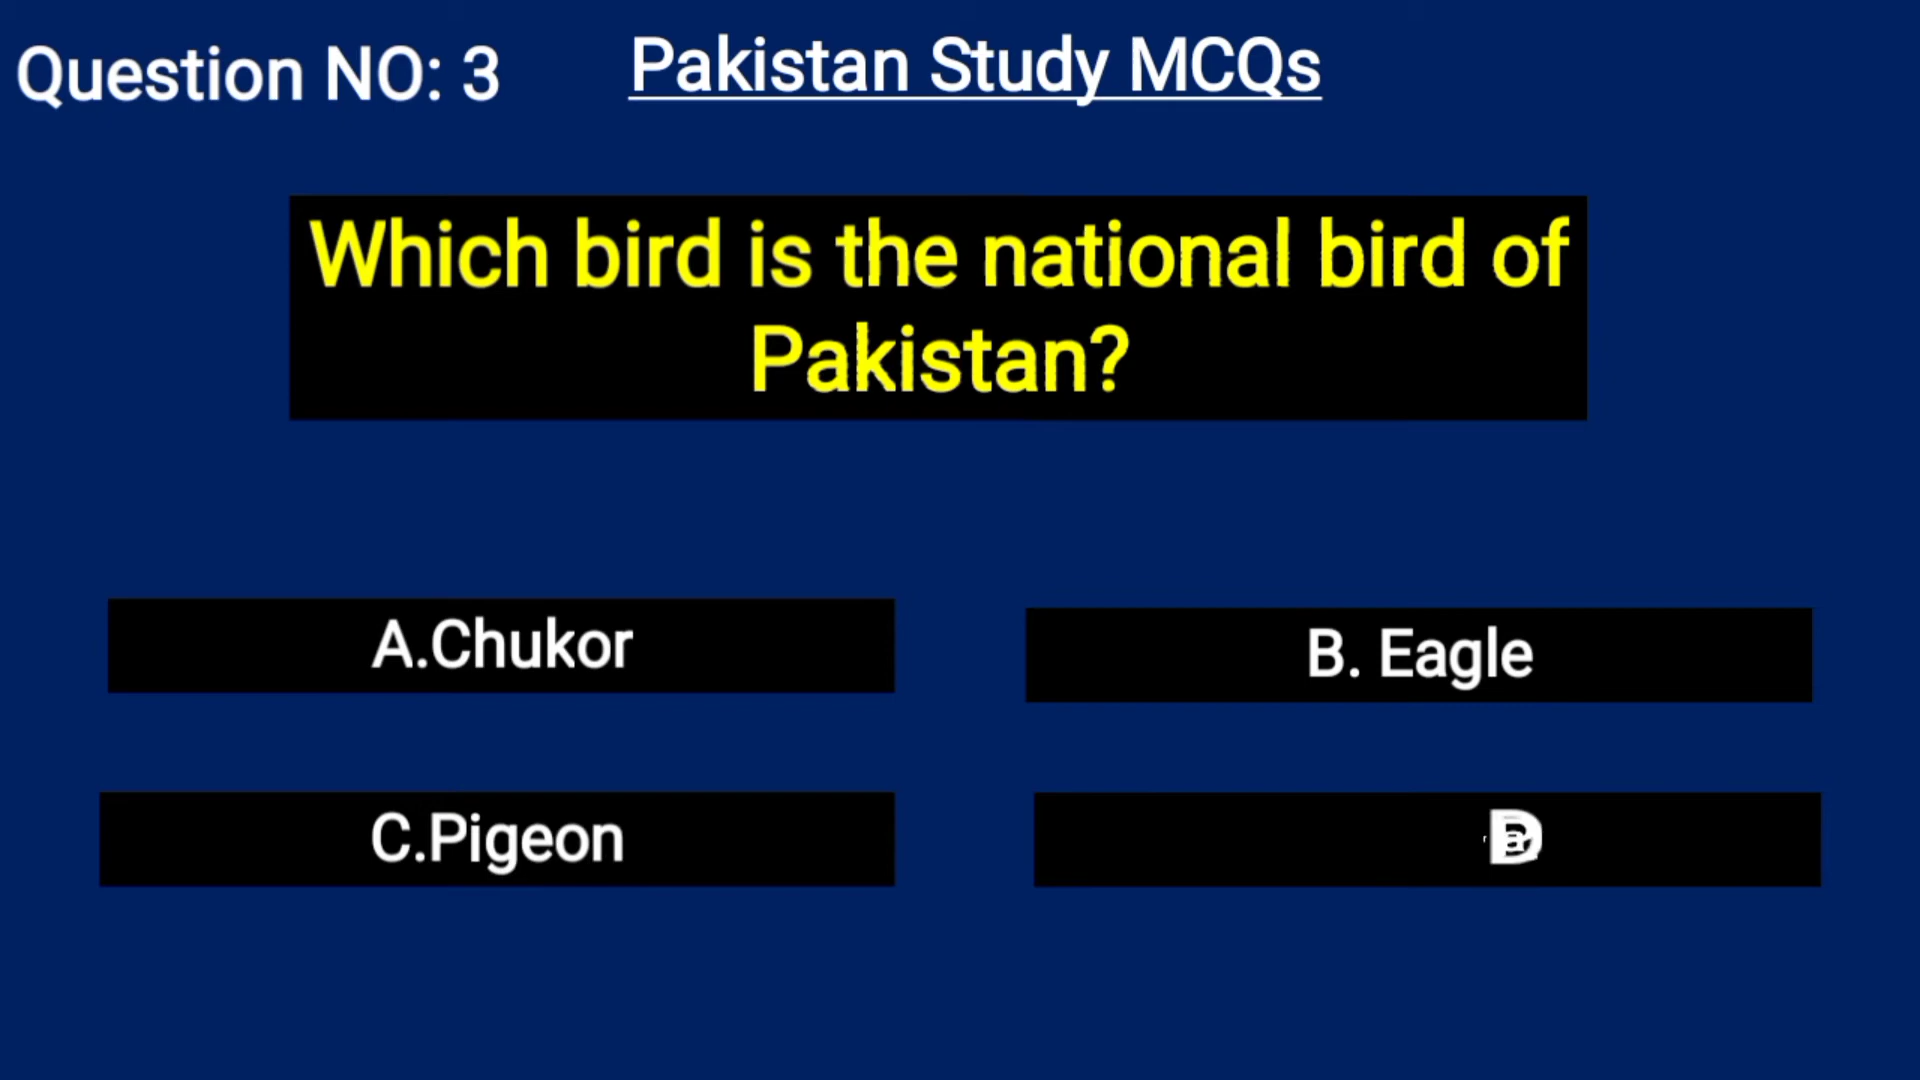 Question NO: 3
Pakistan Study MCQs
Which bird is the national bird of
Pakistan?
A.Chukor
B. Eagle
C.Pigeon
D